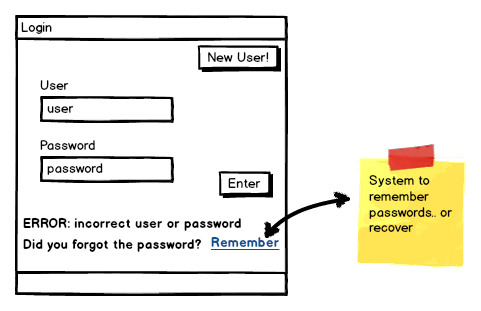 Login
New User!
User
user
Password
password
Enter
ERROR: incorrect user or password
Did you forgot the password? Remember
System to
remember
passwords.. or
recover